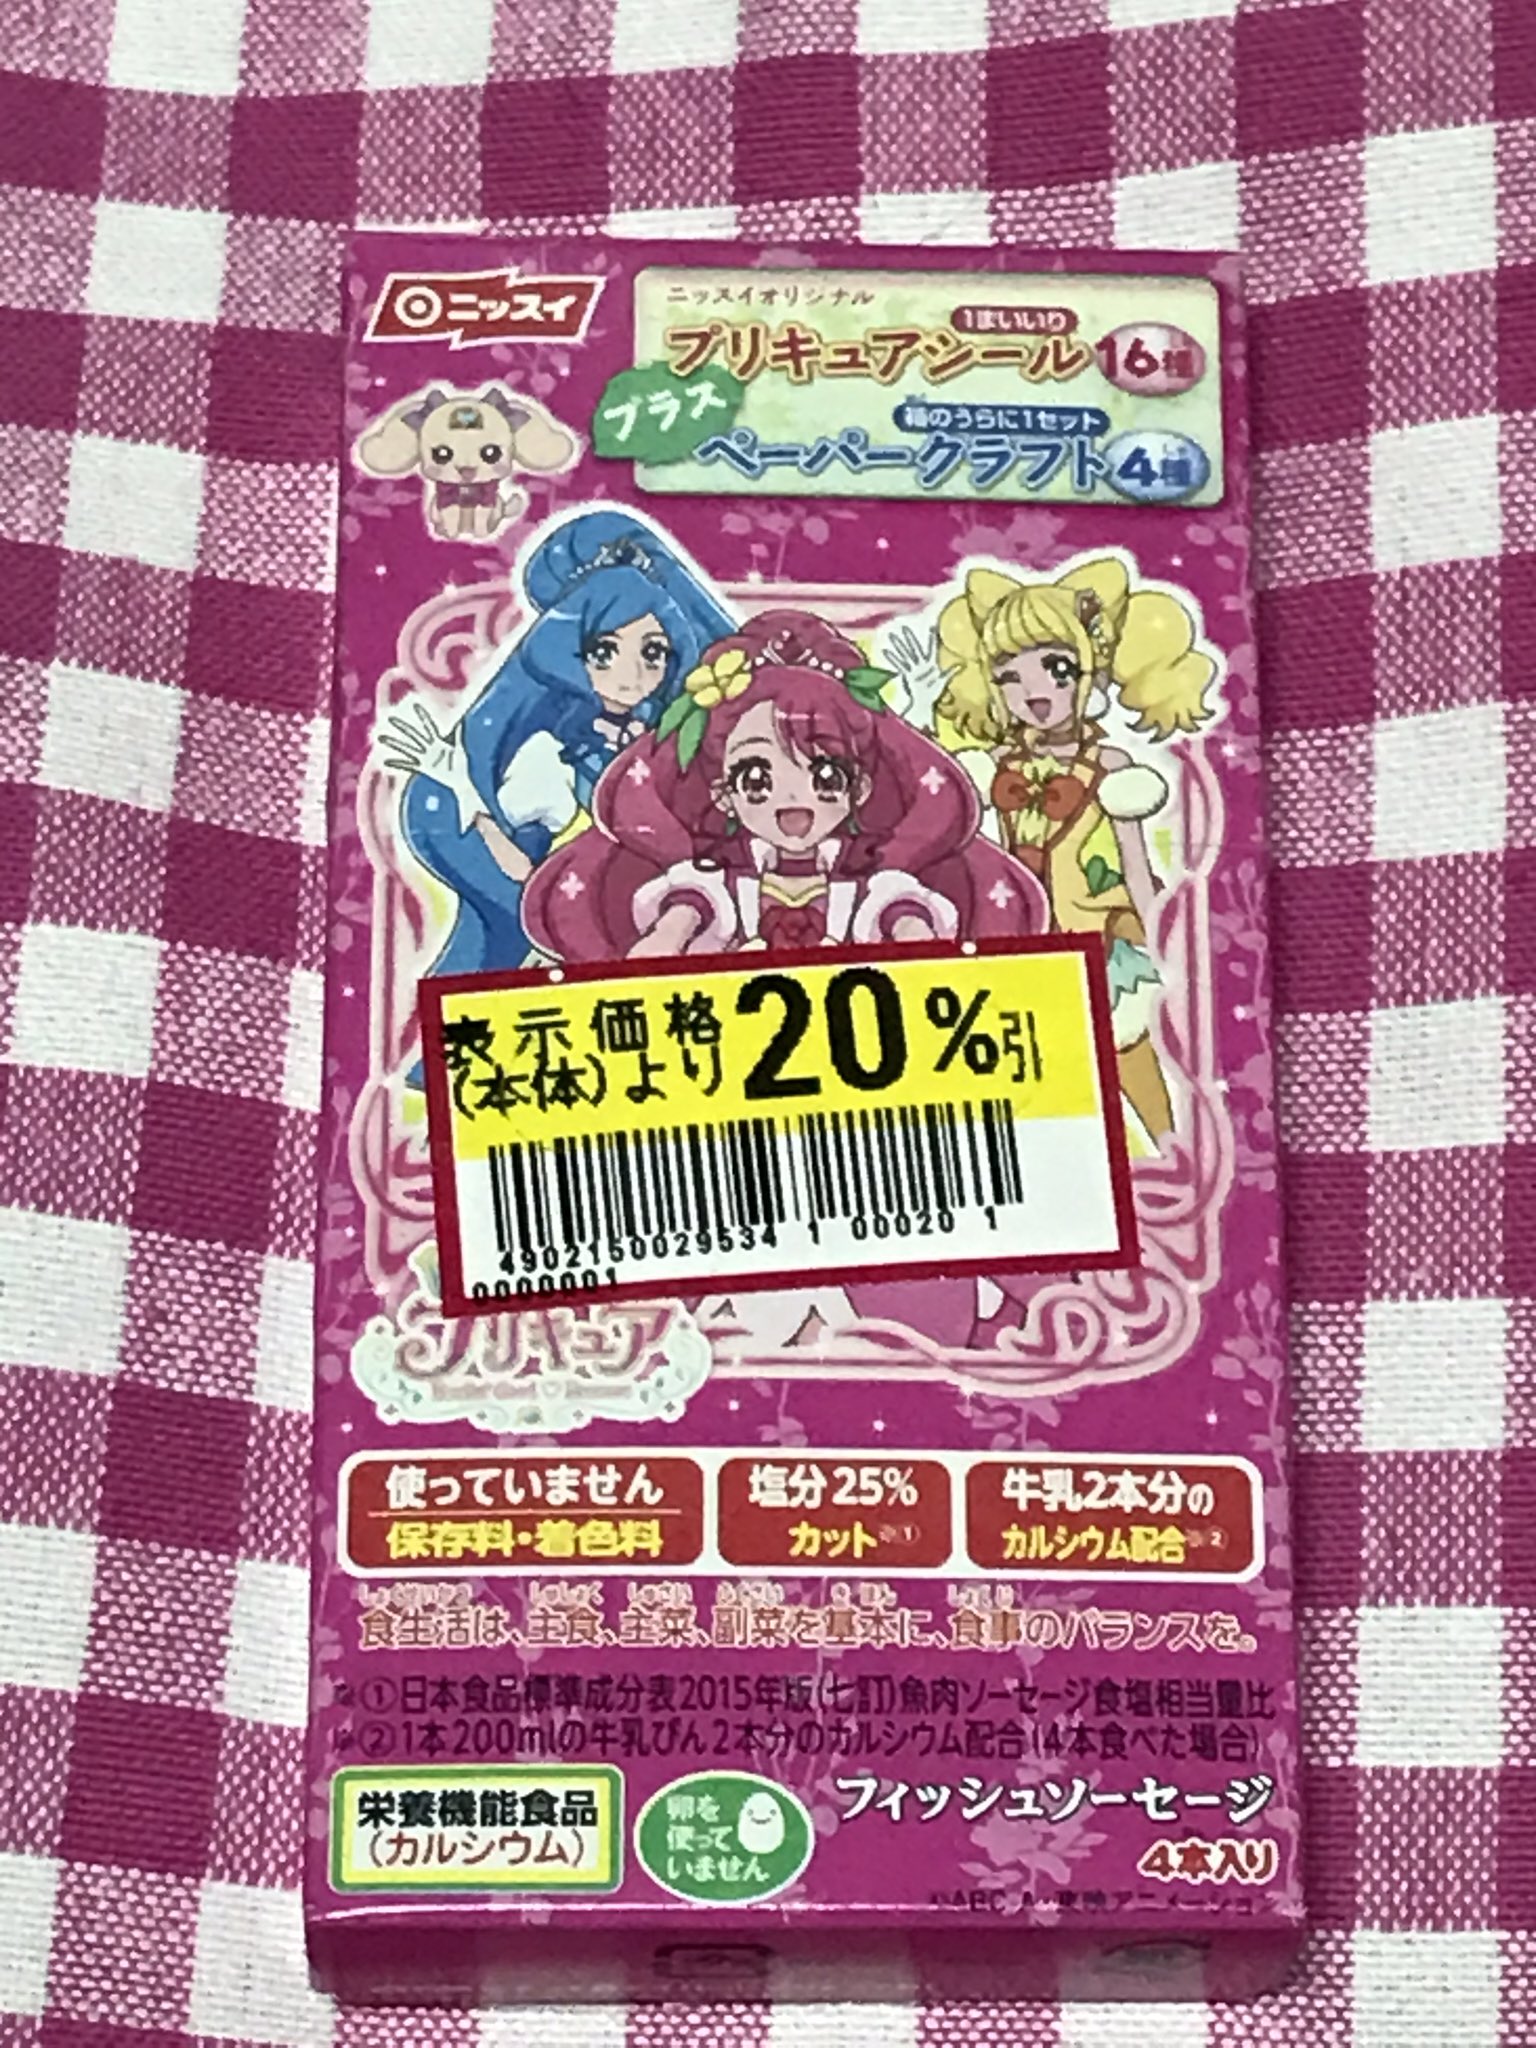 ニッスイ
ニッスイオリジナル
1まいいり
プリキュアシール16種
プラス
箱のうらに1セット
ペーパークラフト4種
表示価格
(本体)より20%引
4902150029534 1 00020 1
0000001
プリキュア
使っていません
保存料・着色料
塩分25%
カット※①
牛乳2本分の
カルシウム配合※②
しょくせいかつ しゅしょく しゅさい ふくさい きほん しょくじ
食生活は、主食、主菜、副菜を基本に、食事のバランスを。
※①日本食品標準成分表2015年版(七訂)魚肉ソーセージ食塩相当量比
※②1本200mlの牛乳びん2本分のカルシウム配合(4本食べた場合)
栄養機能食品
(カルシウム)
卵を
使って
いません
フィッシュソーセージ
4本入り
©ABC-A・東映アニメーション